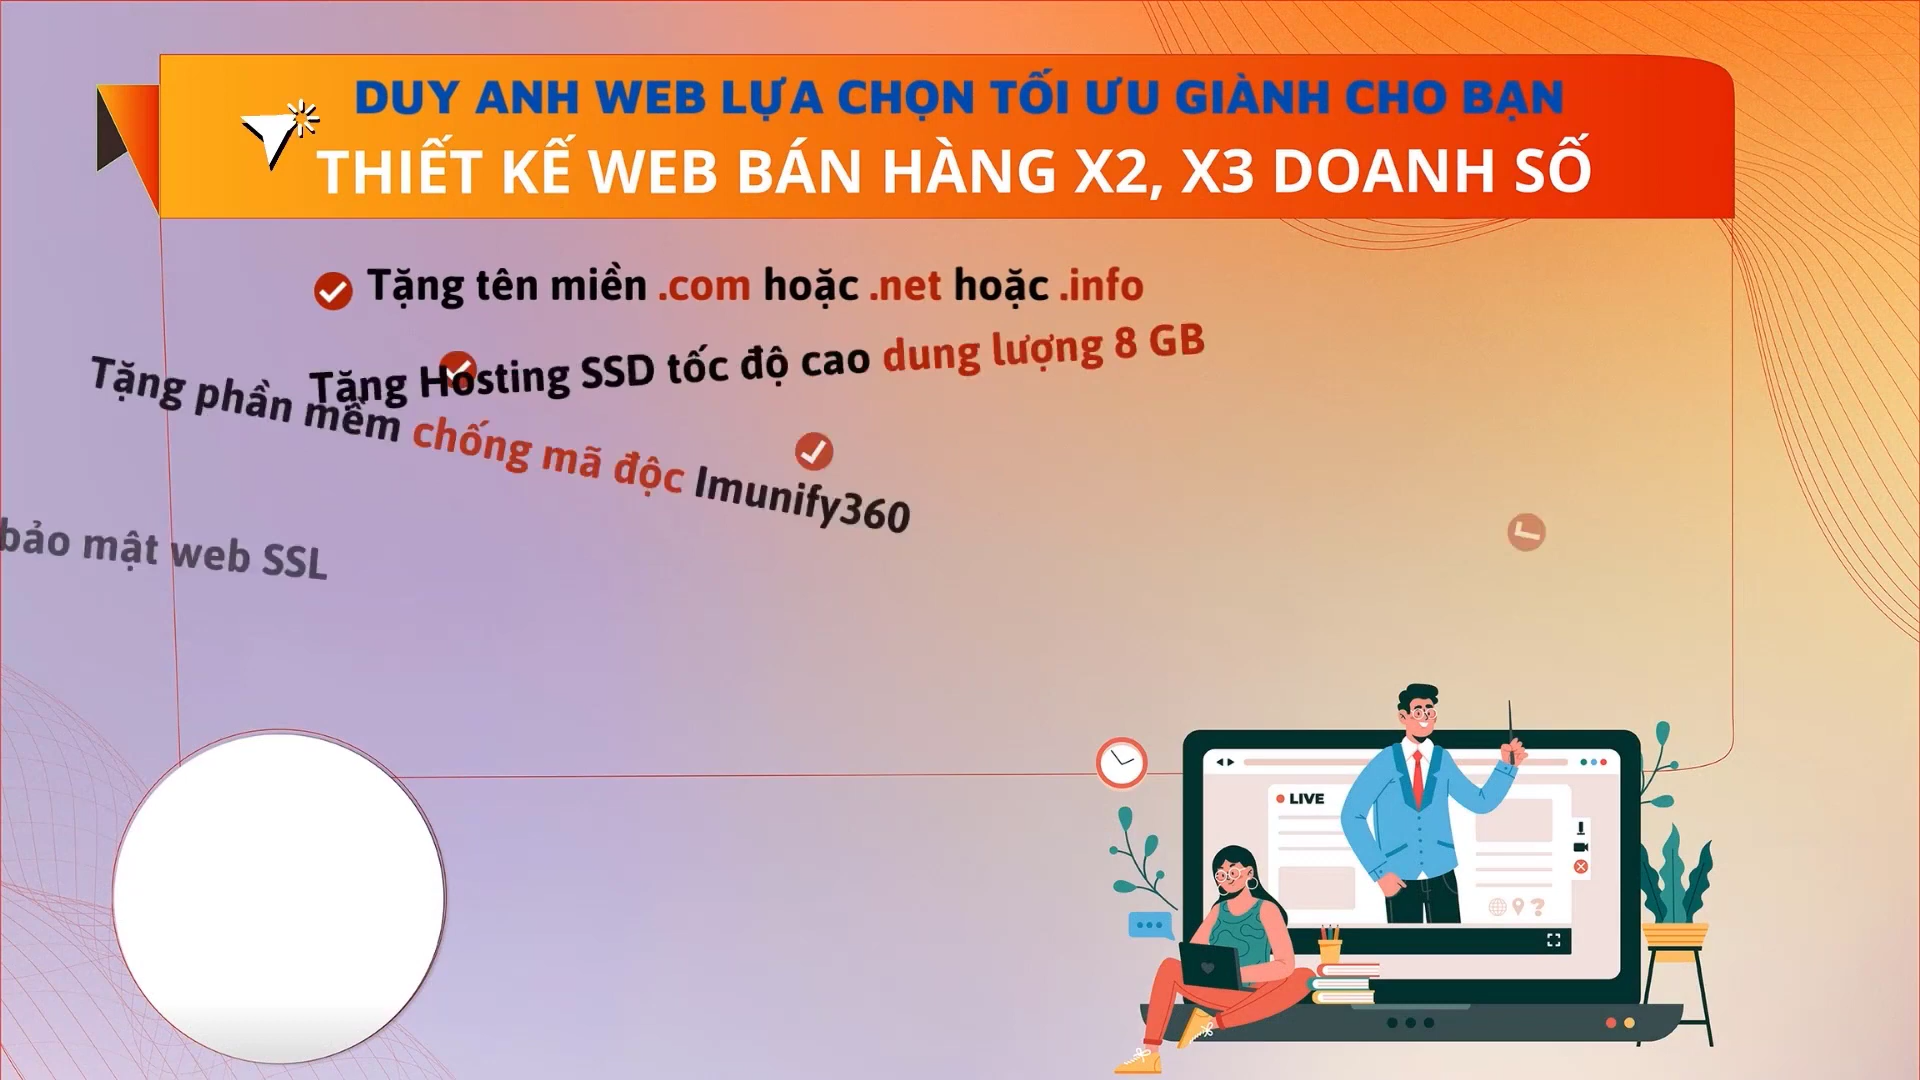 DUY ANH WEB LỰA CHỌN TỐI ƯU GIÀNH CHO BẠN
THIẾT KẾ WEB BÁN HÀNG X2, X3 DOANH SỐ
Tặng tên miền .com hoặc .net hoặc .info
Tặng Hosting SSD tốc độ cao dung lượng 8 GB
Tặng phần mềm chống mã độc Imunify360
bảo mật web SSL
LIVE